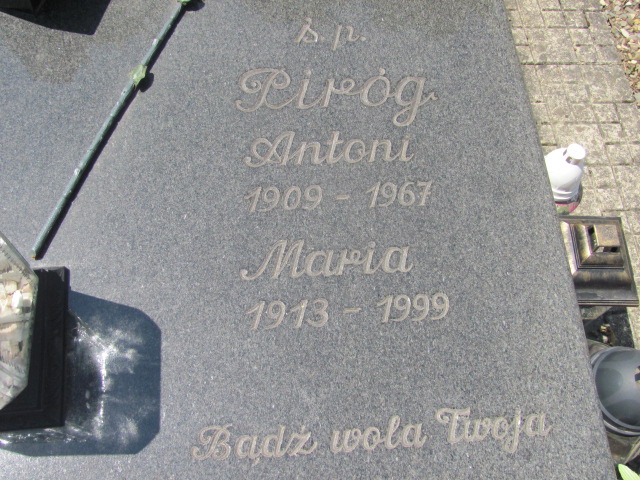 ś.p.
Piróg
Antoni
1909 - 1967
Maria
1913 - 1999
Bądź wola Twoja